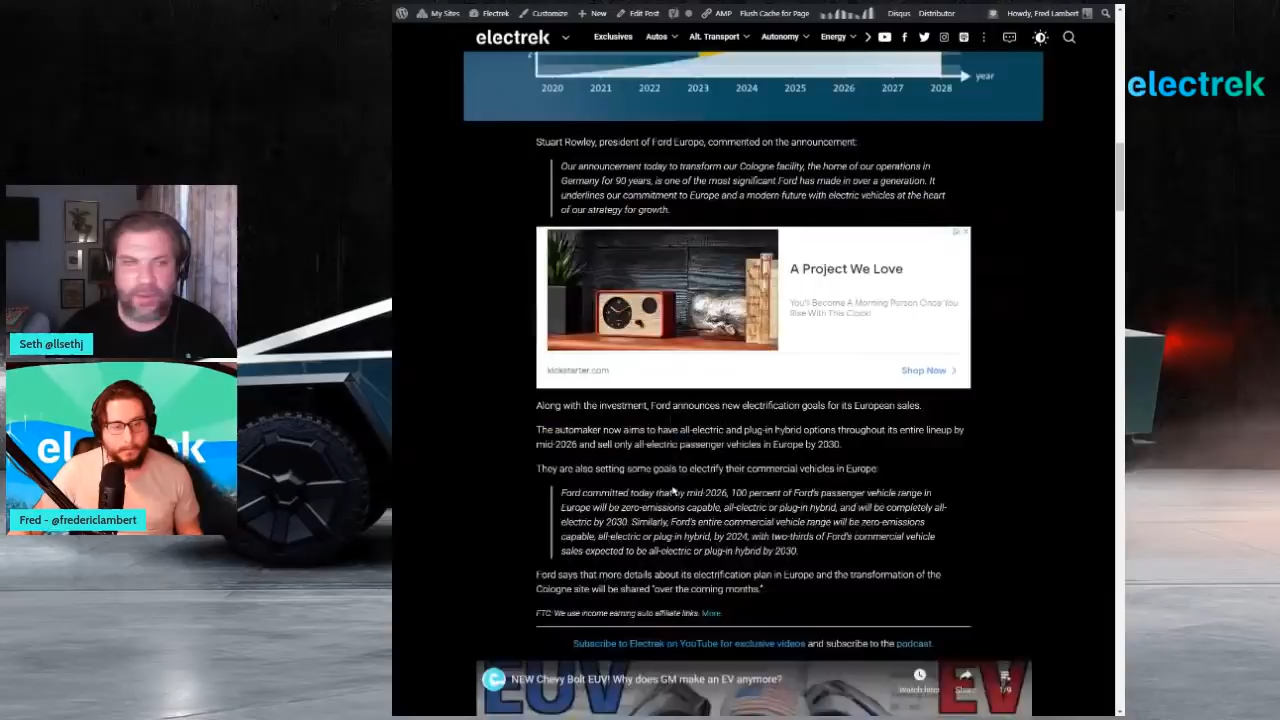 My Sites Electrek Customize New Edit Post AMP Flush Cache for Page Disqus Distributor Howdy, Fred Lambert
electrek Exclusives Autos Alt. Transport Autonomy Energy
year
2020 2021 2022 2023 2024 2025 2026 2027 2028
electrek
Stuart Rowley, president of Ford Europe, commented on the announcement:
Our announcement today to transform our Cologne facility, the home of our operations in
Germany for 90 years, is one of the most significant Ford has made in over a generation. It
underlines our commitment to Europe and a modern future with electric vehicles at the heart
of our strategy for growth.
A Project We Love
You'll Become A Morning Person Once You
Rise With This Clock!
kickstarter.com Shop Now
Along with the investment, Ford announces new electrification goals for its European sales.
The automaker now aims to have all-electric and plug-in hybrid options throughout its entire lineup by
mid-2026 and sell only all-electric passenger vehicles in Europe by 2030.
They are also setting some goals to electrify their commercial vehicles in Europe:
Ford committed today that by mid-2026, 100 percent of Ford's passenger vehicle range in
Europe will be zero-emissions capable, all-electric or plug-in hybrid, and will be completely all-
electric by 2030. Similarly, Ford's entire commercial vehicle range will be zero-emissions
capable, all-electric or plug-in hybrid, by 2024, with two-thirds of Ford's commercial vehicle
sales expected to be all-electric or plug-in hybrid by 2030.
Ford says that more details about its electrification plan in Europe and the transformation of the
Cologne site will be shared "over the coming months."
FTC: We use income earning auto affiliate links. More.
Subscribe to Electrek on YouTube for exclusive videos and subscribe to the podcast.
NEW Chevy Bolt EUV! Why does GM make an EV anymore?
Watch later Share 1/9
EUV EV
Seth @llsethj
el
Fred - @fredericlambert